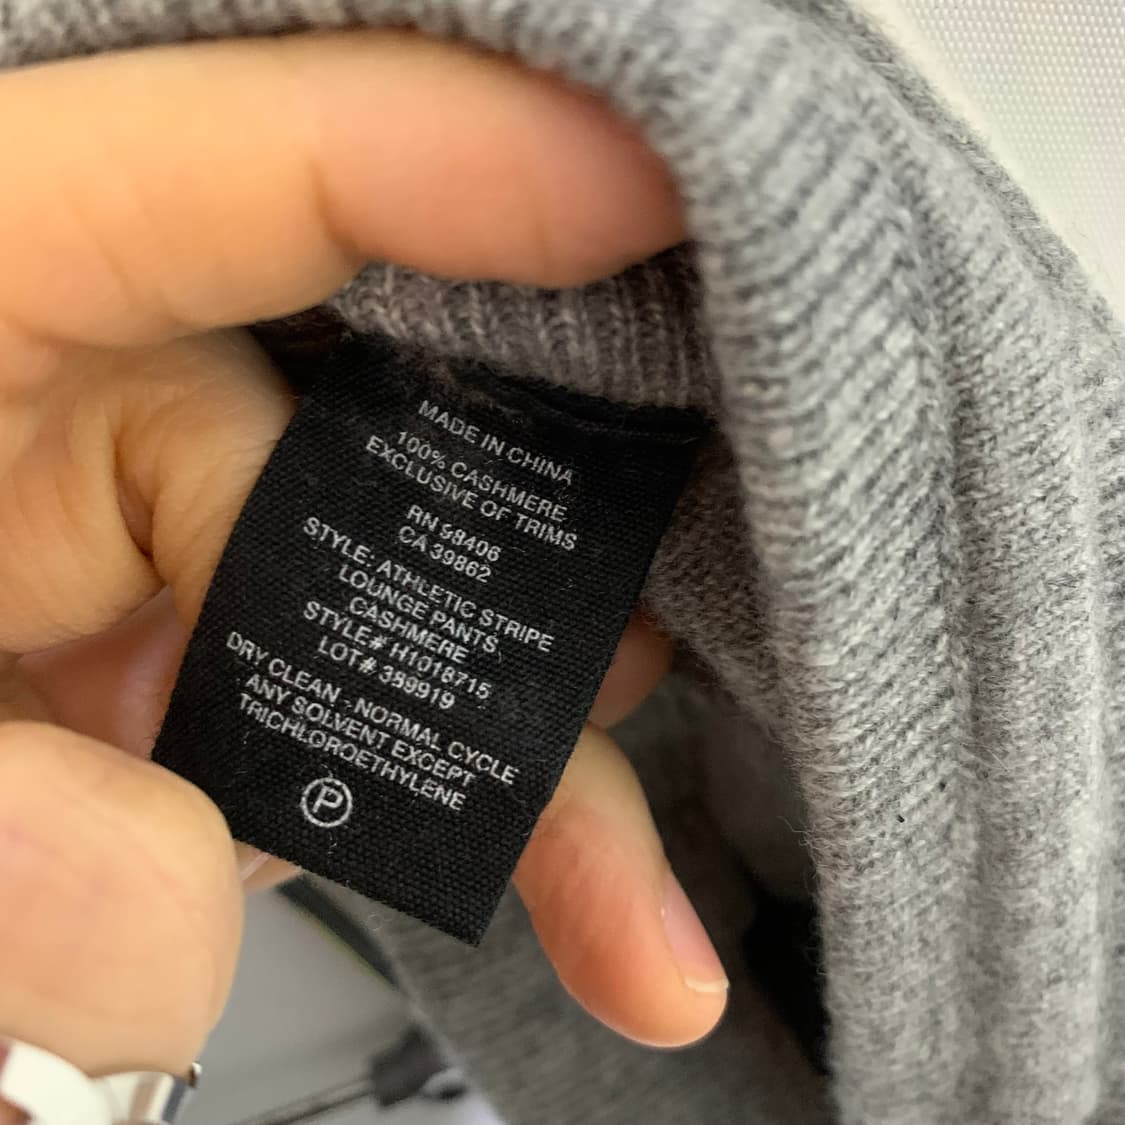 MADE IN CHINA
100% CASHMERE
EXCLUSIVE OF TRIMS
RN 98406
CA 39862
STYLE: ATHLETIC STRIPE
LOUNGE PANTS,
CASHMERE
STYLE# H1018715
LOT# 389919
DRY CLEAN - NORMAL CYCLE
ANY SOLVENT EXCEPT
TRICHLOROETHYLENE
P